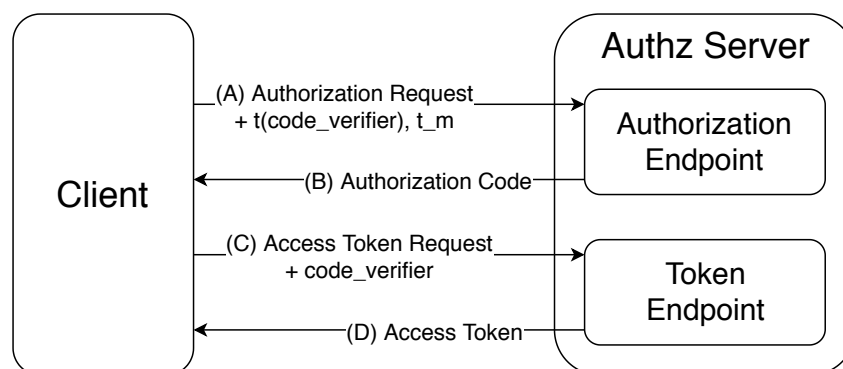 Client
Authz Server
(A) Authorization Request
+ t(code_verifier), t_m
Authorization
Endpoint
(B) Authorization Code
(C) Access Token Request
+ code_verifier
Token
Endpoint
(D) Access Token